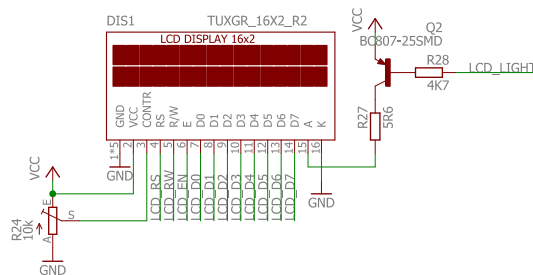 DIS1
TUXGR_16X2_R2
LCD DISPLAY 16x2
GND
VCC
CONTR
RS
R/W
E
D0
D1
D2
D3
D4
D5
D6
D7
A
K
1*5
2
3
4
5
6
7
8
9
10
11
12
13
14
15
16
GND
LCD_RS
LCD_RW
LCD_EN
LCD_D0
LCD_D1
LCD_D2
LCD_D3
LCD_D4
LCD_D5
LCD_D6
LCD_D7
GND
VCC
Q2
BC807-25SMD
R28
4K7
LCD_LIGHT
R27
5R6
VCC
R24
10k
E
S
A
GND